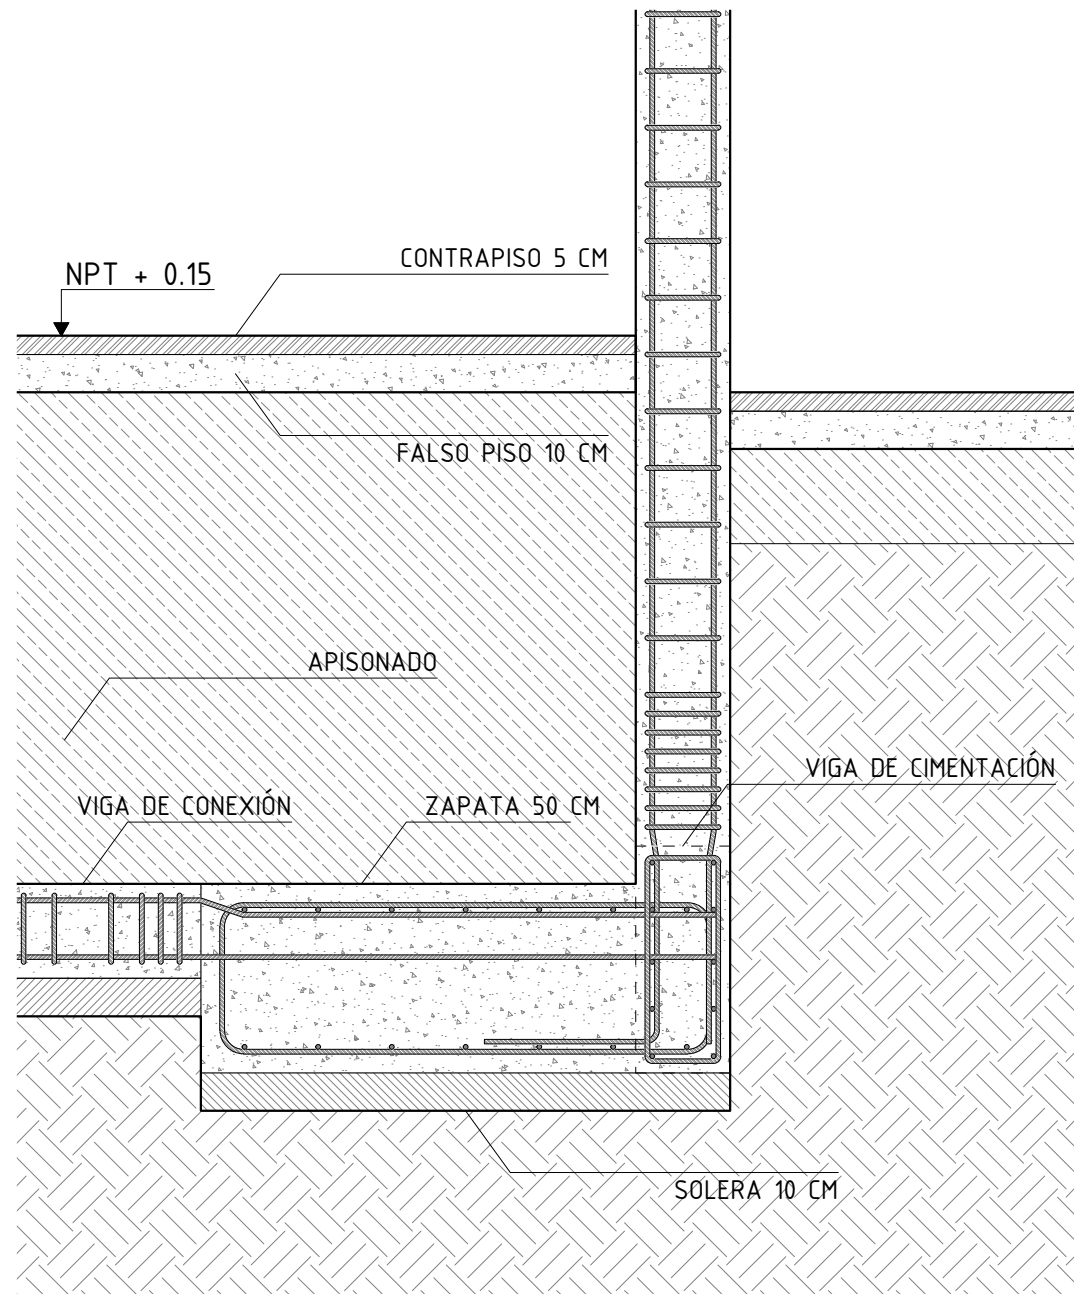 CONTRAPISO 5 CM
NPT + 0.15
FALSO PISO 10 CM
APISONADO
VIGA DE CIMENTACIÓN
VIGA DE CONEXIÓN
ZAPATA 50 CM
SOLERA 10 CM